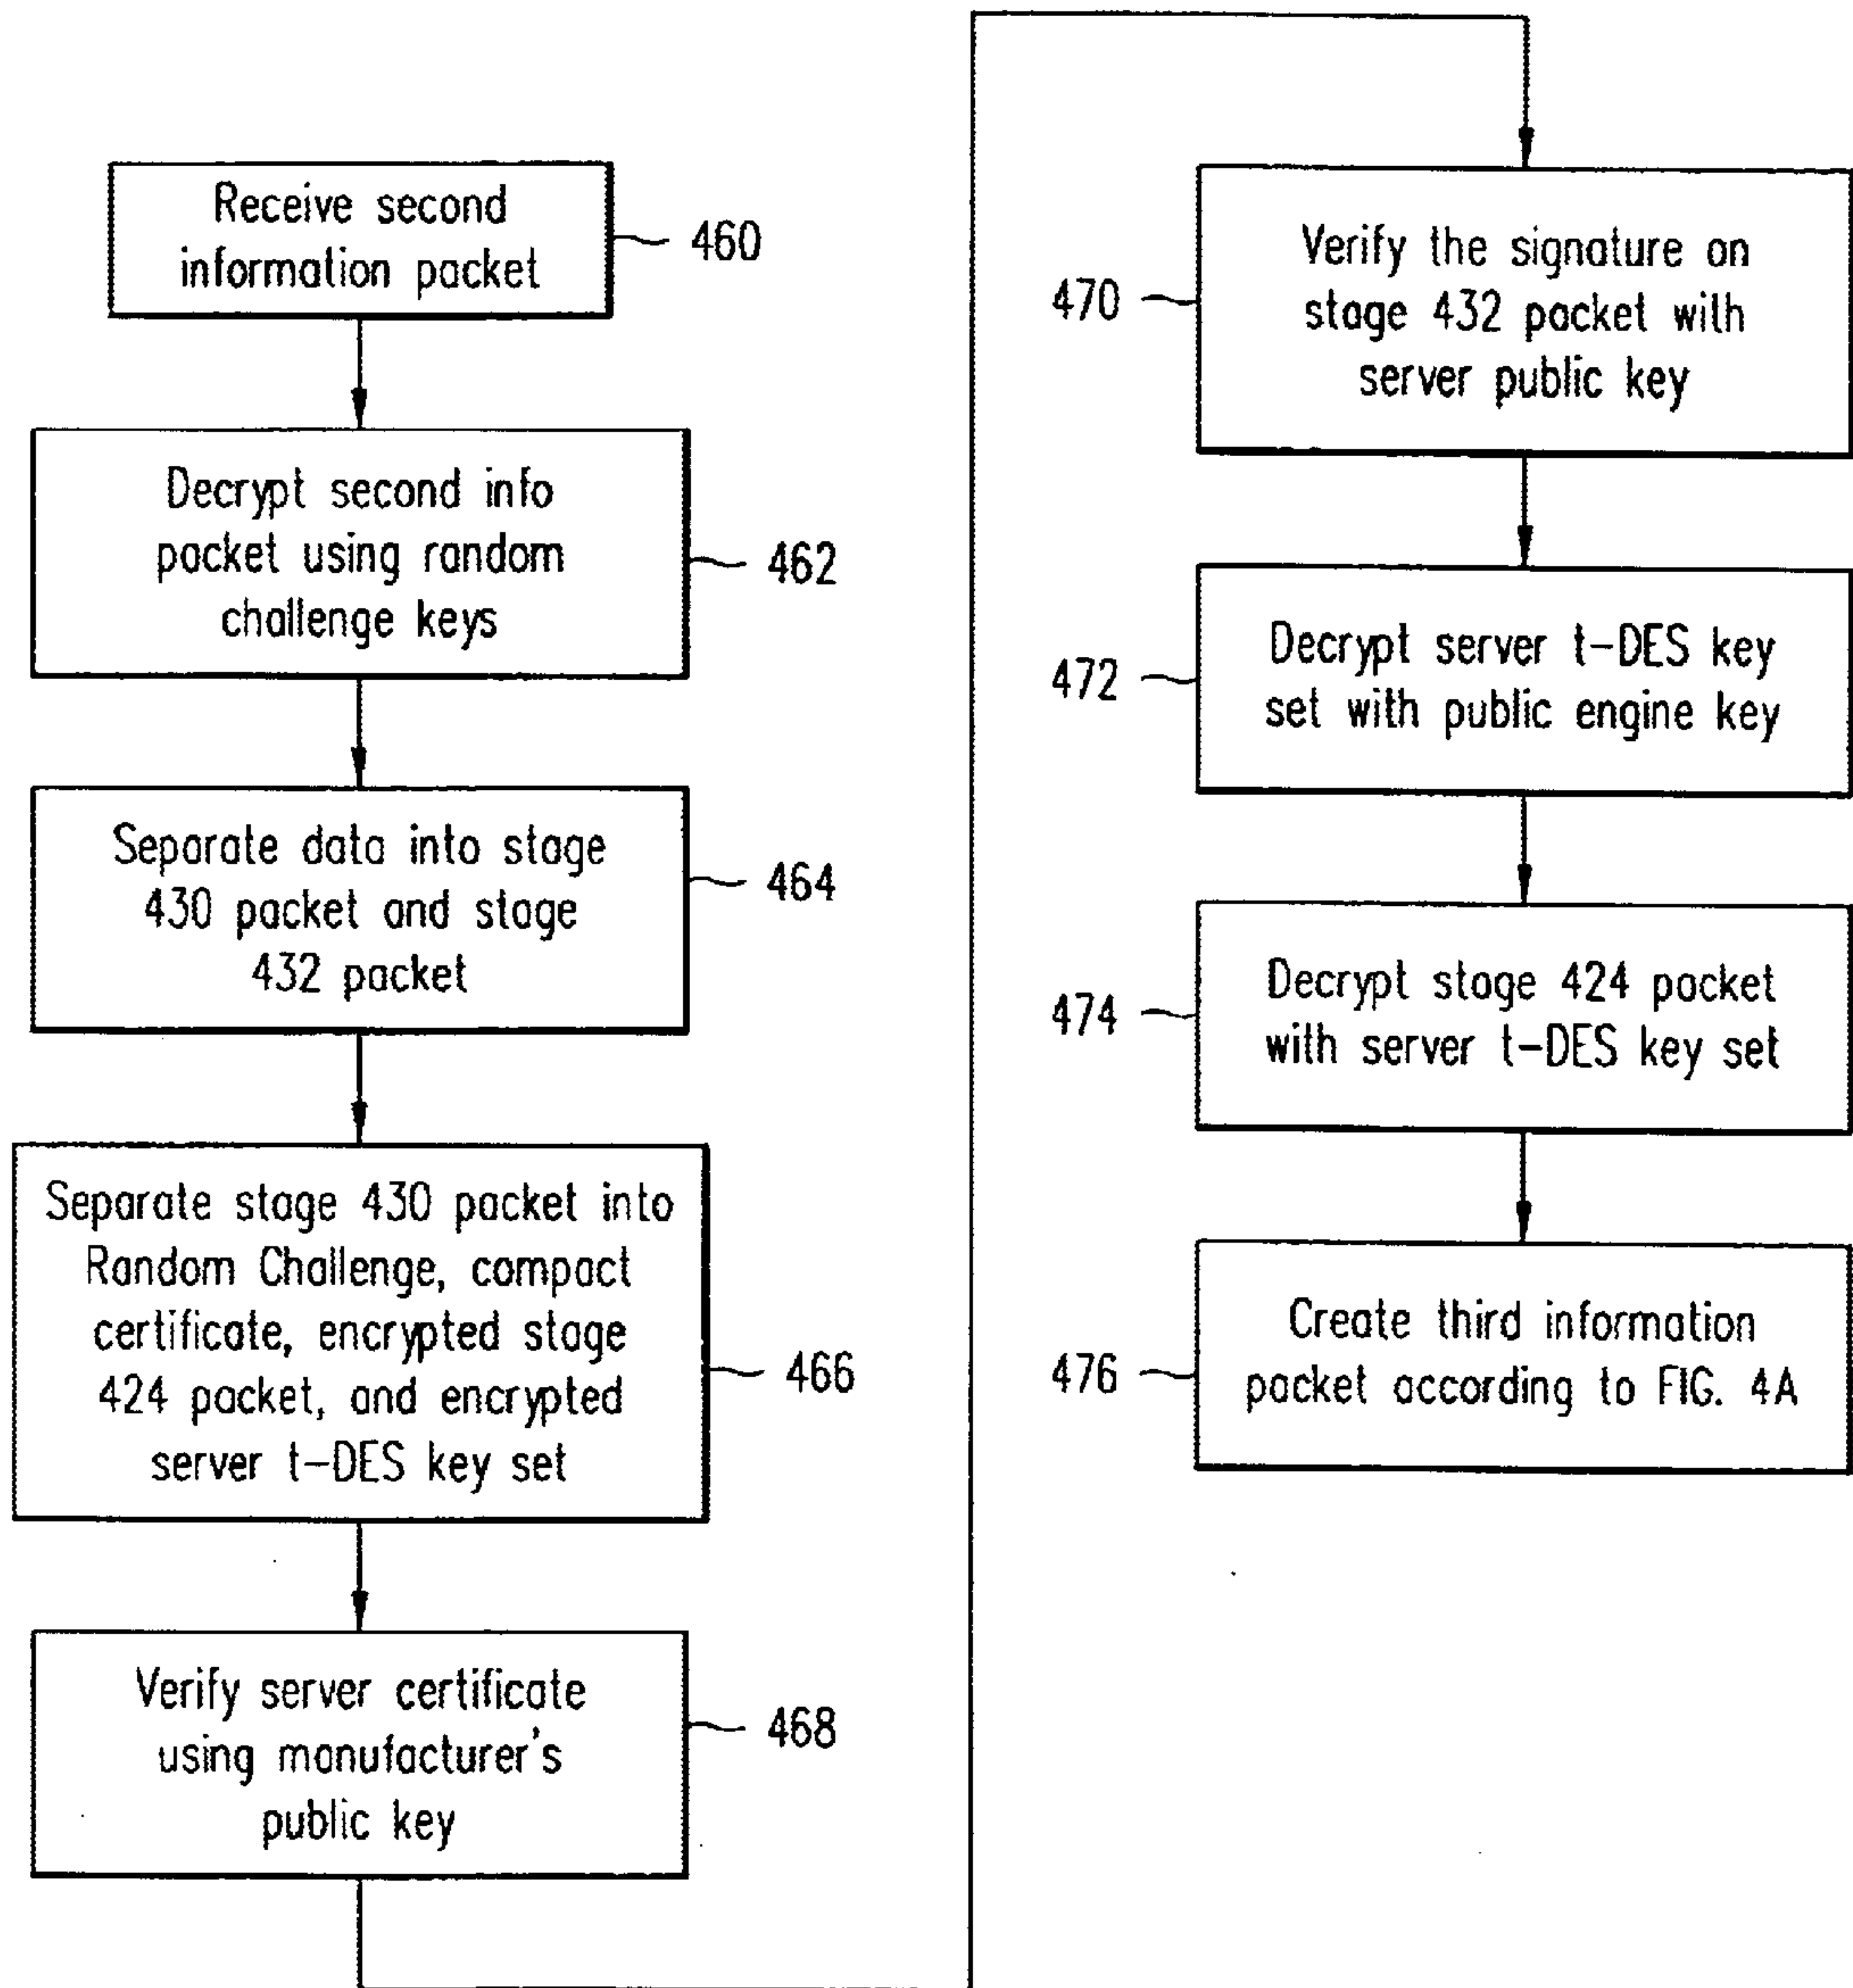 Receive second
information packet
460
Decrypt second info
packet using random
challenge keys
462
Separate data into stage
430 packet and stage
432 packet
464
Separate stage 430 packet into
Random Challenge, compact
certificate, encrypted stage
424 packet, and encrypted
server t-DES key set
466
Verify server certificate
using manufacturer's
public key
468
Verify the signature on
stage 432 packet with
server public key
470
Decrypt server t-DES key
set with public engine key
472
Decrypt stage 424 packet
with server t-DES key set
474
Create third information
packet according to FIG. 4A
476